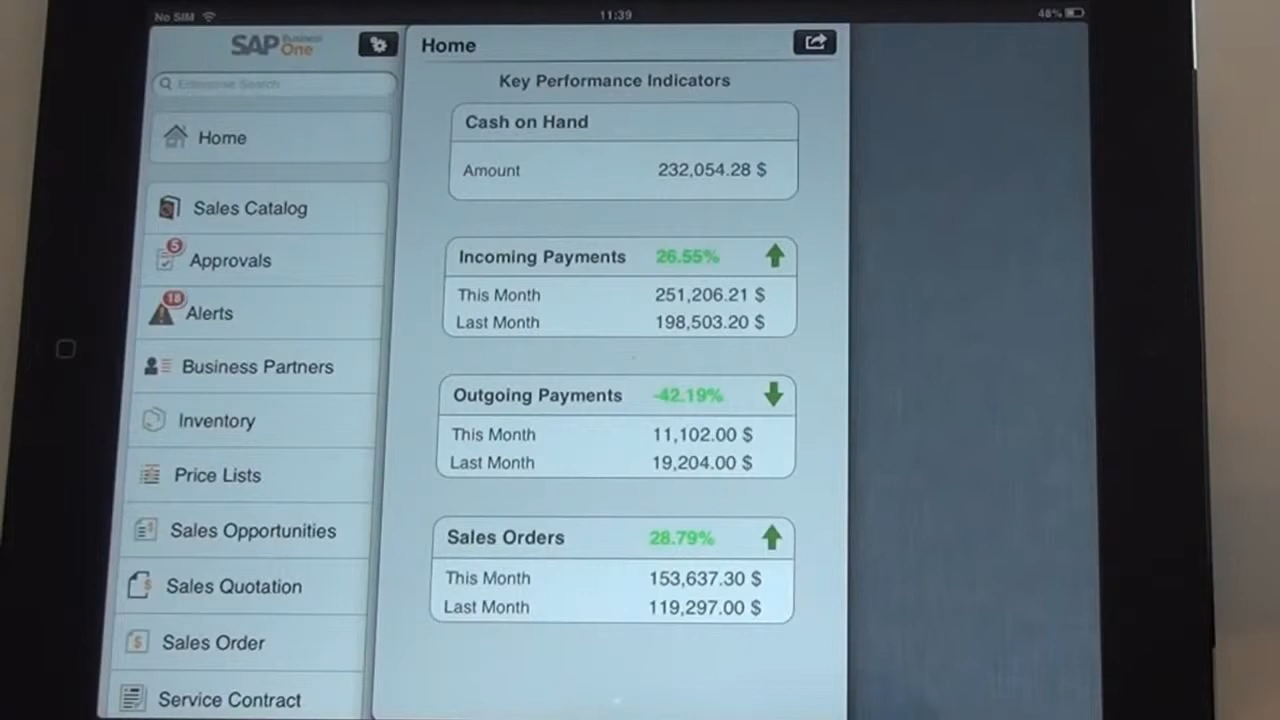 No SIM 11:39 48%
SAP Business One
Enterprise Search
Home
Sales Catalog
5
Approvals
18
Alerts
Business Partners
Inventory
Price Lists
Sales Opportunities
Sales Quotation
Sales Order
Service Contract
Home
Key Performance Indicators
Cash on Hand
Amount 232,054.28 $
Incoming Payments 26.55%
This Month 251,206.21 $
Last Month 198,503.20 $
Outgoing Payments -42.19%
This Month 11,102.00 $
Last Month 19,204.00 $
Sales Orders 28.79%
This Month 153,637.30 $
Last Month 119,297.00 $